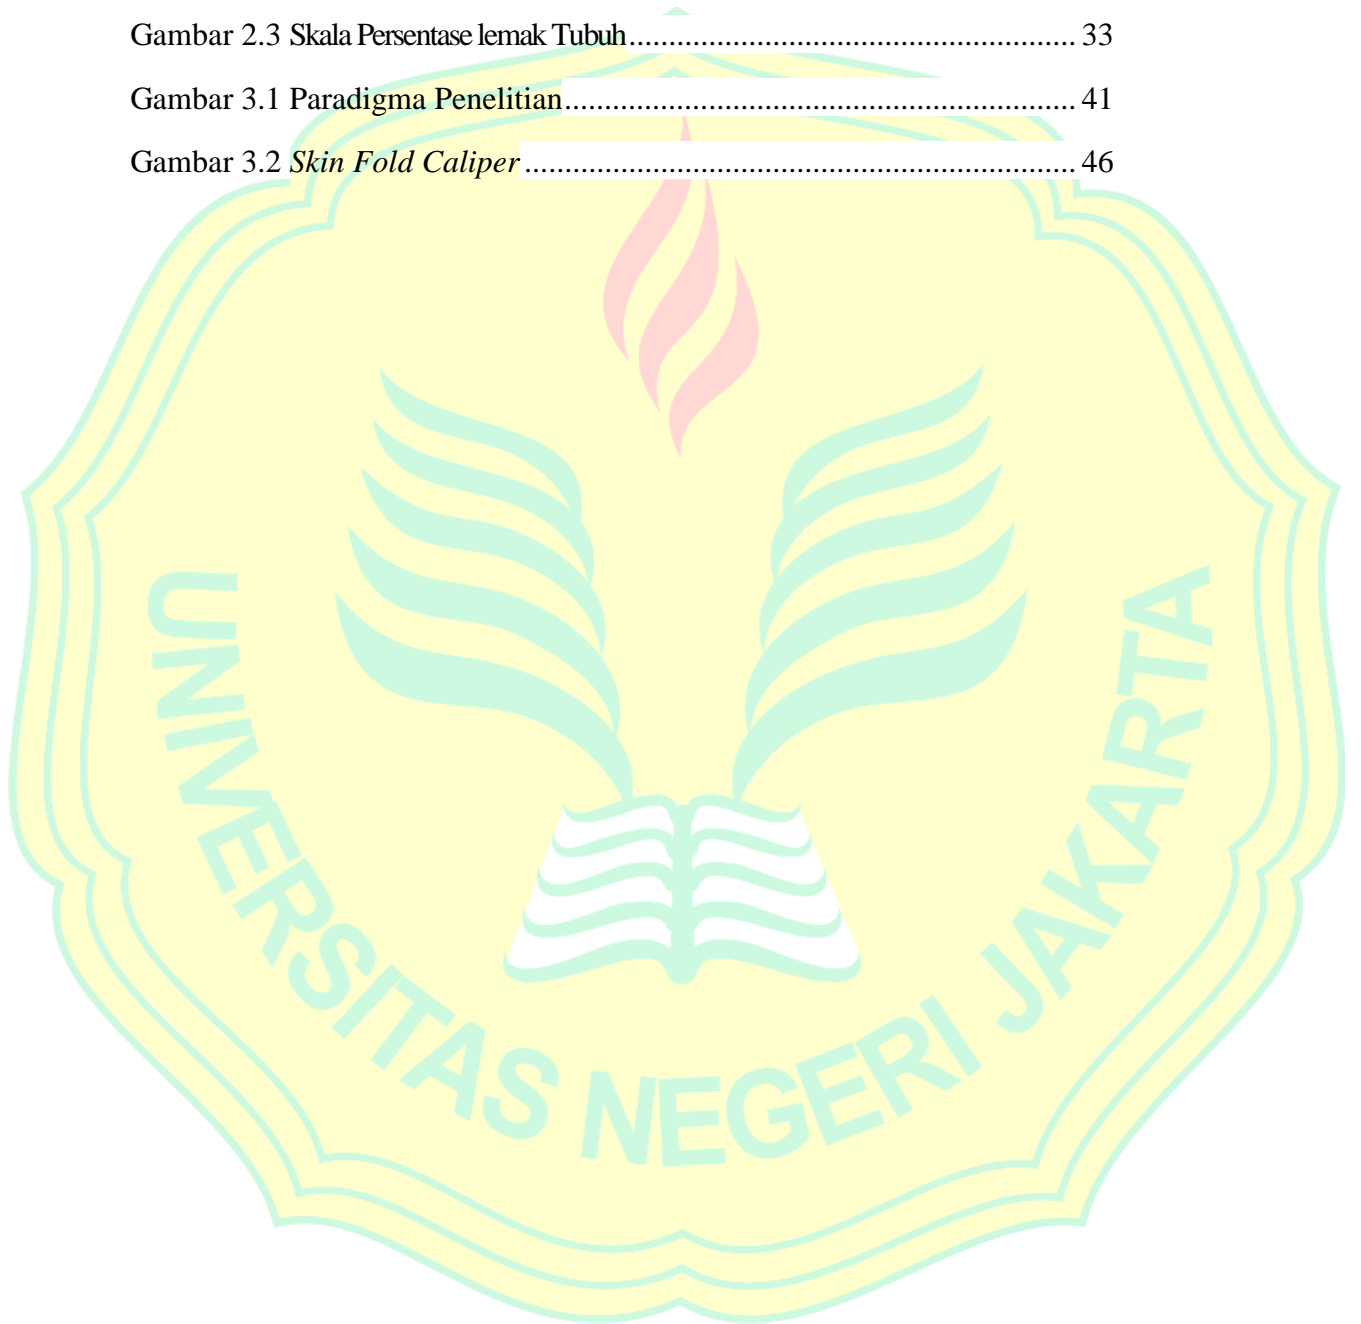 Gambar 2.3 Skala Persentase lemak Tubuh........................................................ 33
Gambar 3.1 Paradigma Penelitian................................................................ 41
Gambar 3.2 Skin Fold Caliper ..................................................................... 46
UNIVERSITAS NEGERI JAKARTA